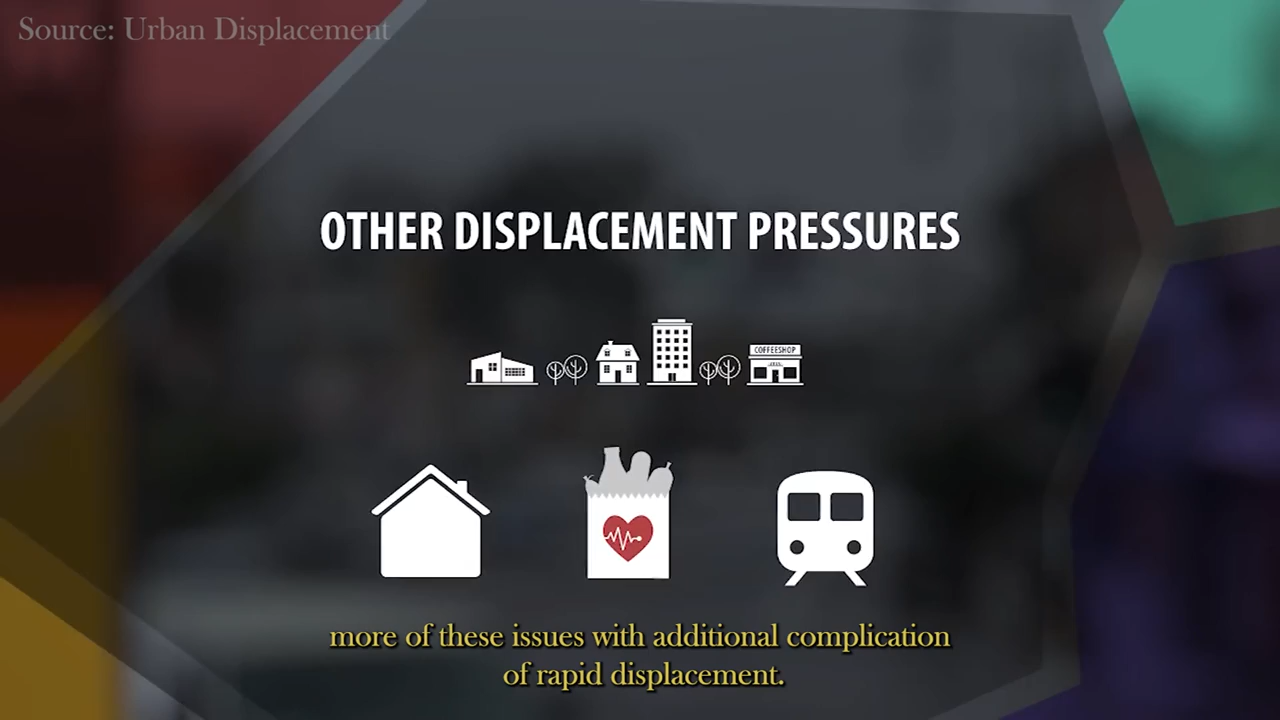 Source: Urban Displacement
OTHER DISPLACEMENT PRESSURES
COFFEESHOP
more of these issues with additional complication
of rapid displacement.